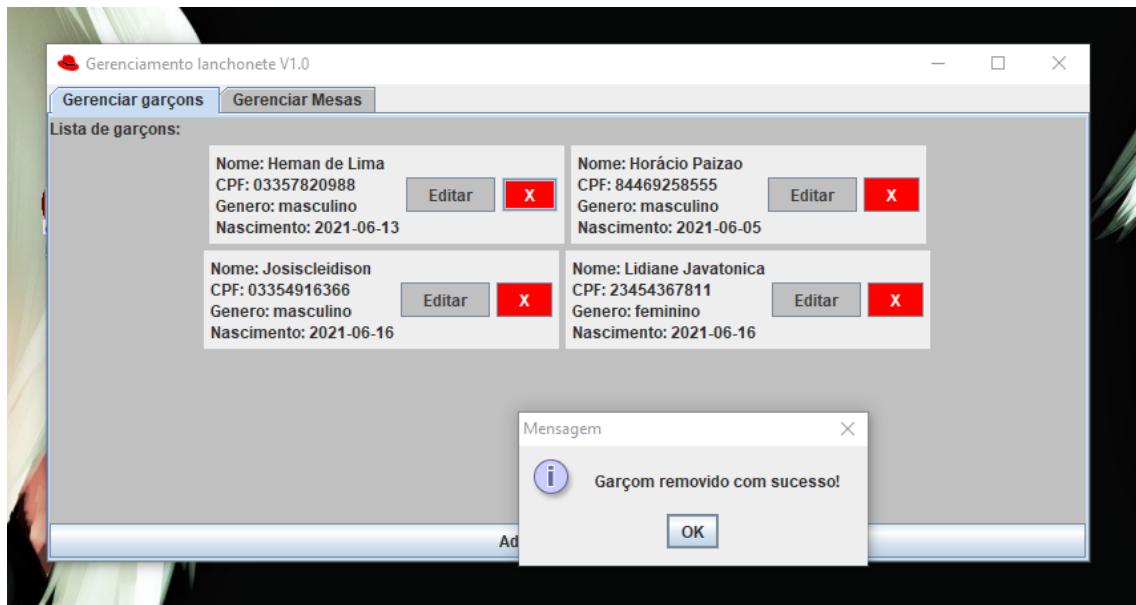 Gerenciamento lanchonete V1.0
Gerenciar garçons
Gerenciar Mesas
Lista de garçons:
Nome: Heman de Lima
CPF: 03357820988
Genero: masculino
Nascimento: 2021-06-13
Editar
X
Nome: Horácio Paizao
CPF: 84469258555
Genero: masculino
Nascimento: 2021-06-05
Editar
X
Nome: Josiscleidison
CPF: 03354916366
Genero: masculino
Nascimento: 2021-06-16
Editar
X
Nome: Lidiane Javatonica
CPF: 23454367811
Genero: feminino
Nascimento: 2021-06-16
Editar
X
Mensagem
Garçom removido com sucesso!
OK